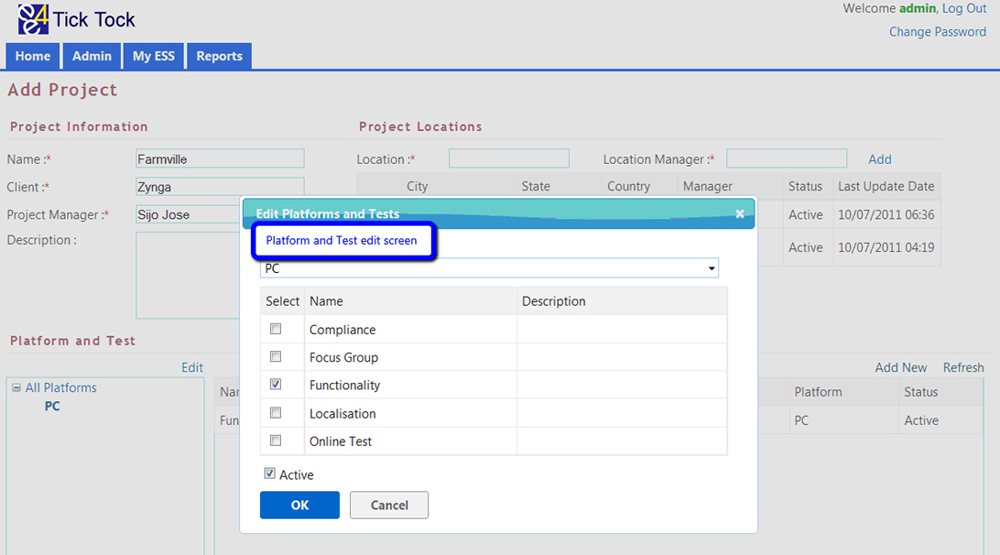 Tick Tock
Welcome admin, Log Out
Change Password
Home Admin My ESS Reports
Add Project
Project Information
Project Locations
Name :* Farmville
Location :* Location Manager :* Add
Client :* Zynga
City State Country Manager Status Last Update Date
Project Manager :* Sijo Jose
Active 10/07/2011 06:36
Description :
Active 10/07/2011 04:19
Edit Platforms and Tests
Platform and Test edit screen
PC
Select Name Description
Compliance
Focus Group
Functionality
Localisation
Online Test
Active
OK Cancel
Platform and Test
Edit
Add New Refresh
All Platforms
PC
Platform Status
PC Active